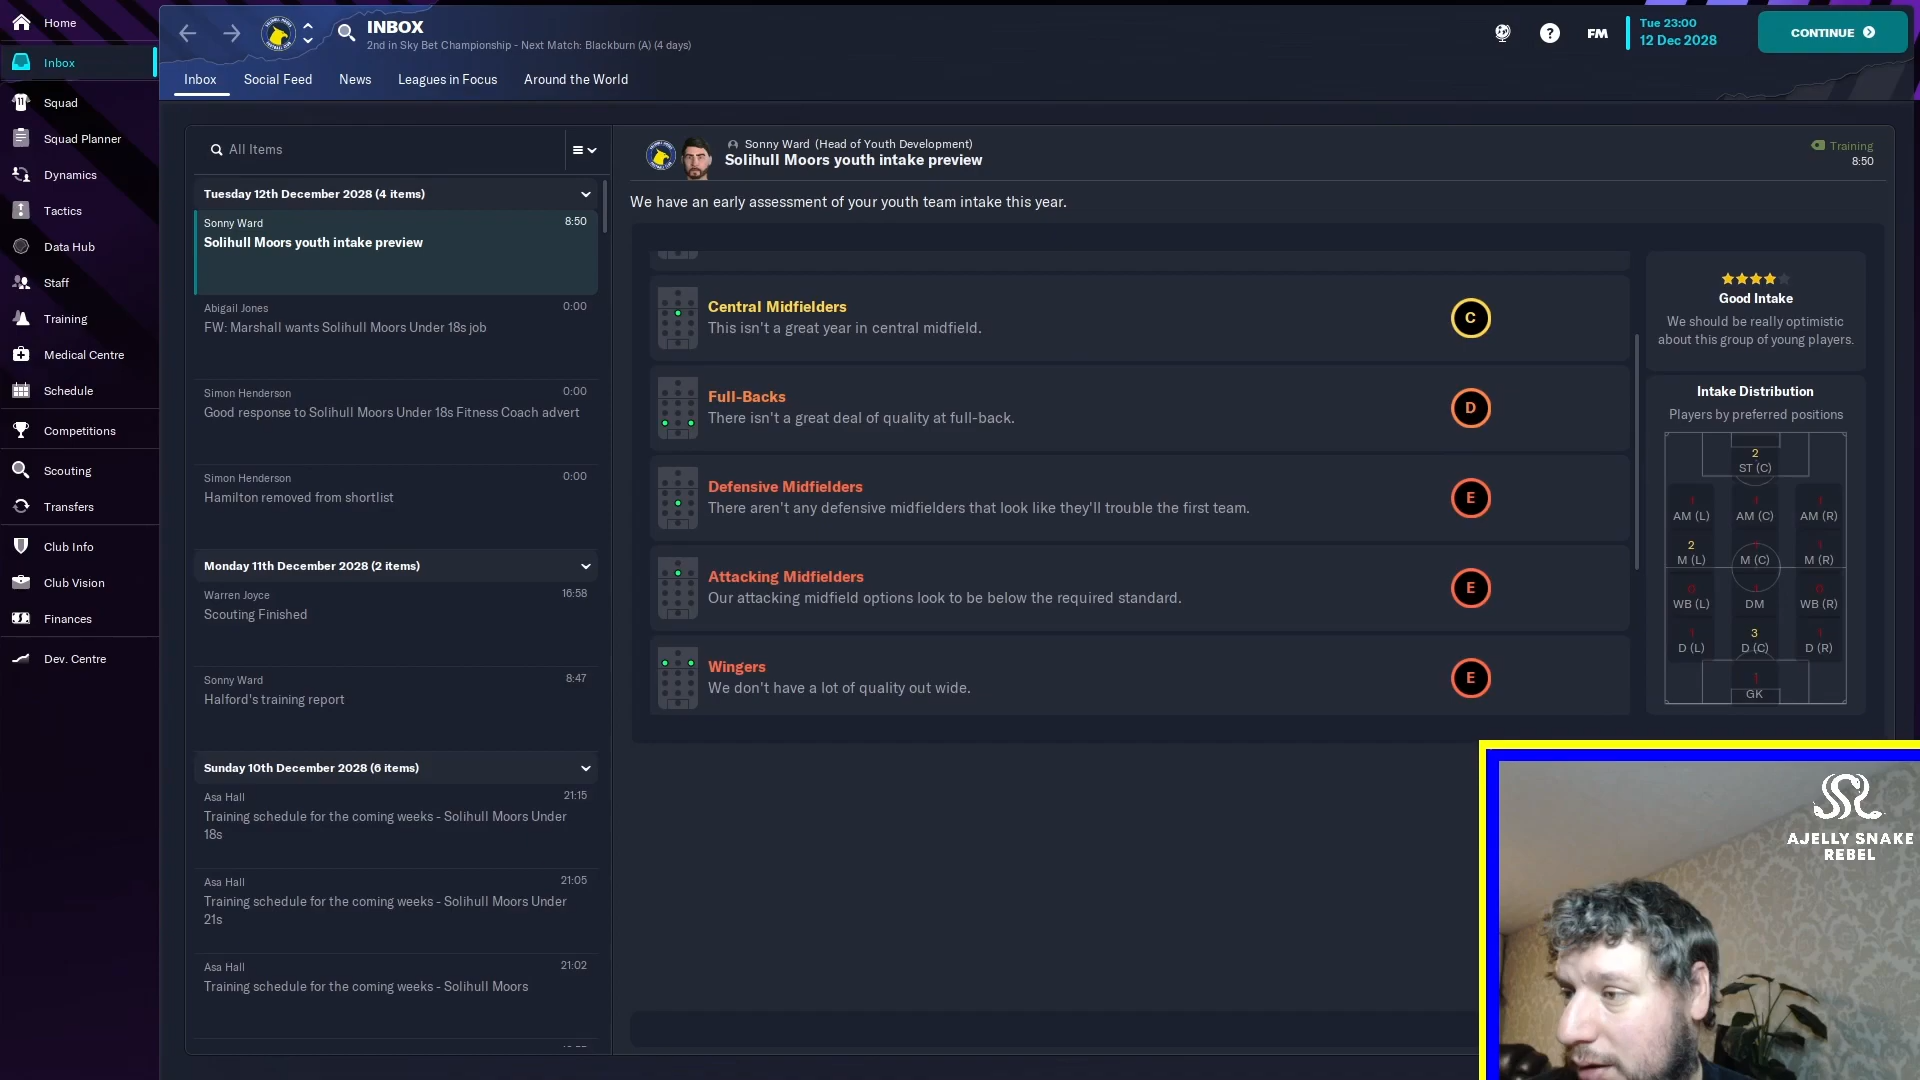 Home
Inbox
Squad
Squad Planner
Dynamics
Tactics
Data Hub
Staff
Training
Medical Centre
Schedule
Competitions
Scouting
Transfers
Club Info
Club Vision
Finances
Dev. Centre
INBOX
2nd in Sky Bet Championship - Next Match: Blackburn (A) (4 days)
FM
Tue 23:00
12 Dec 2028
CONTINUE
Inbox Social Feed News Leagues in Focus Around the World
All Items
Tuesday 12th December 2028 (4 items)
Sonny Ward 8:50
Solihull Moors youth intake preview
Abigail Jones 0:00
FW: Marshall wants Solihull Moors Under 18s job
Simon Henderson 0:00
Good response to Solihull Moors Under 18s Fitness Coach advert
Simon Henderson 0:00
Hamilton removed from shortlist
Monday 11th December 2028 (2 items)
Warren Joyce 16:58
Scouting Finished
Sonny Ward 8:47
Halford's training report
Sunday 10th December 2028 (6 items)
Asa Hall 21:15
Training schedule for the coming weeks - Solihull Moors Under
18s
Asa Hall 21:05
Training schedule for the coming weeks - Solihull Moors Under
21s
Asa Hall 21:02
Training schedule for the coming weeks - Solihull Moors
Sonny Ward (Head of Youth Development)
Solihull Moors youth intake preview
Training
8:50
We have an early assessment of your youth team intake this year.
Central Midfielders
This isn't a great year in central midfield.
C
Full-Backs
There isn't a great deal of quality at full-back.
D
Defensive Midfielders
There aren't any defensive midfielders that look like they'll trouble the first team.
E
Attacking Midfielders
Our attacking midfield options look to be below the required standard.
E
Wingers
We don't have a lot of quality out wide.
E
Good Intake
We should be really optimistic
about this group of young players.
Intake Distribution
Players by preferred positions
2
ST (C)
1 1 1
AM (L) AM (C) AM (R)
2
M (L) M (C) M (R)
0 1 0
WB (L) DM WB (R)
1 3 1
D (L) D (C) D (R)
1
GK
AJELLY SNAKE
REBEL